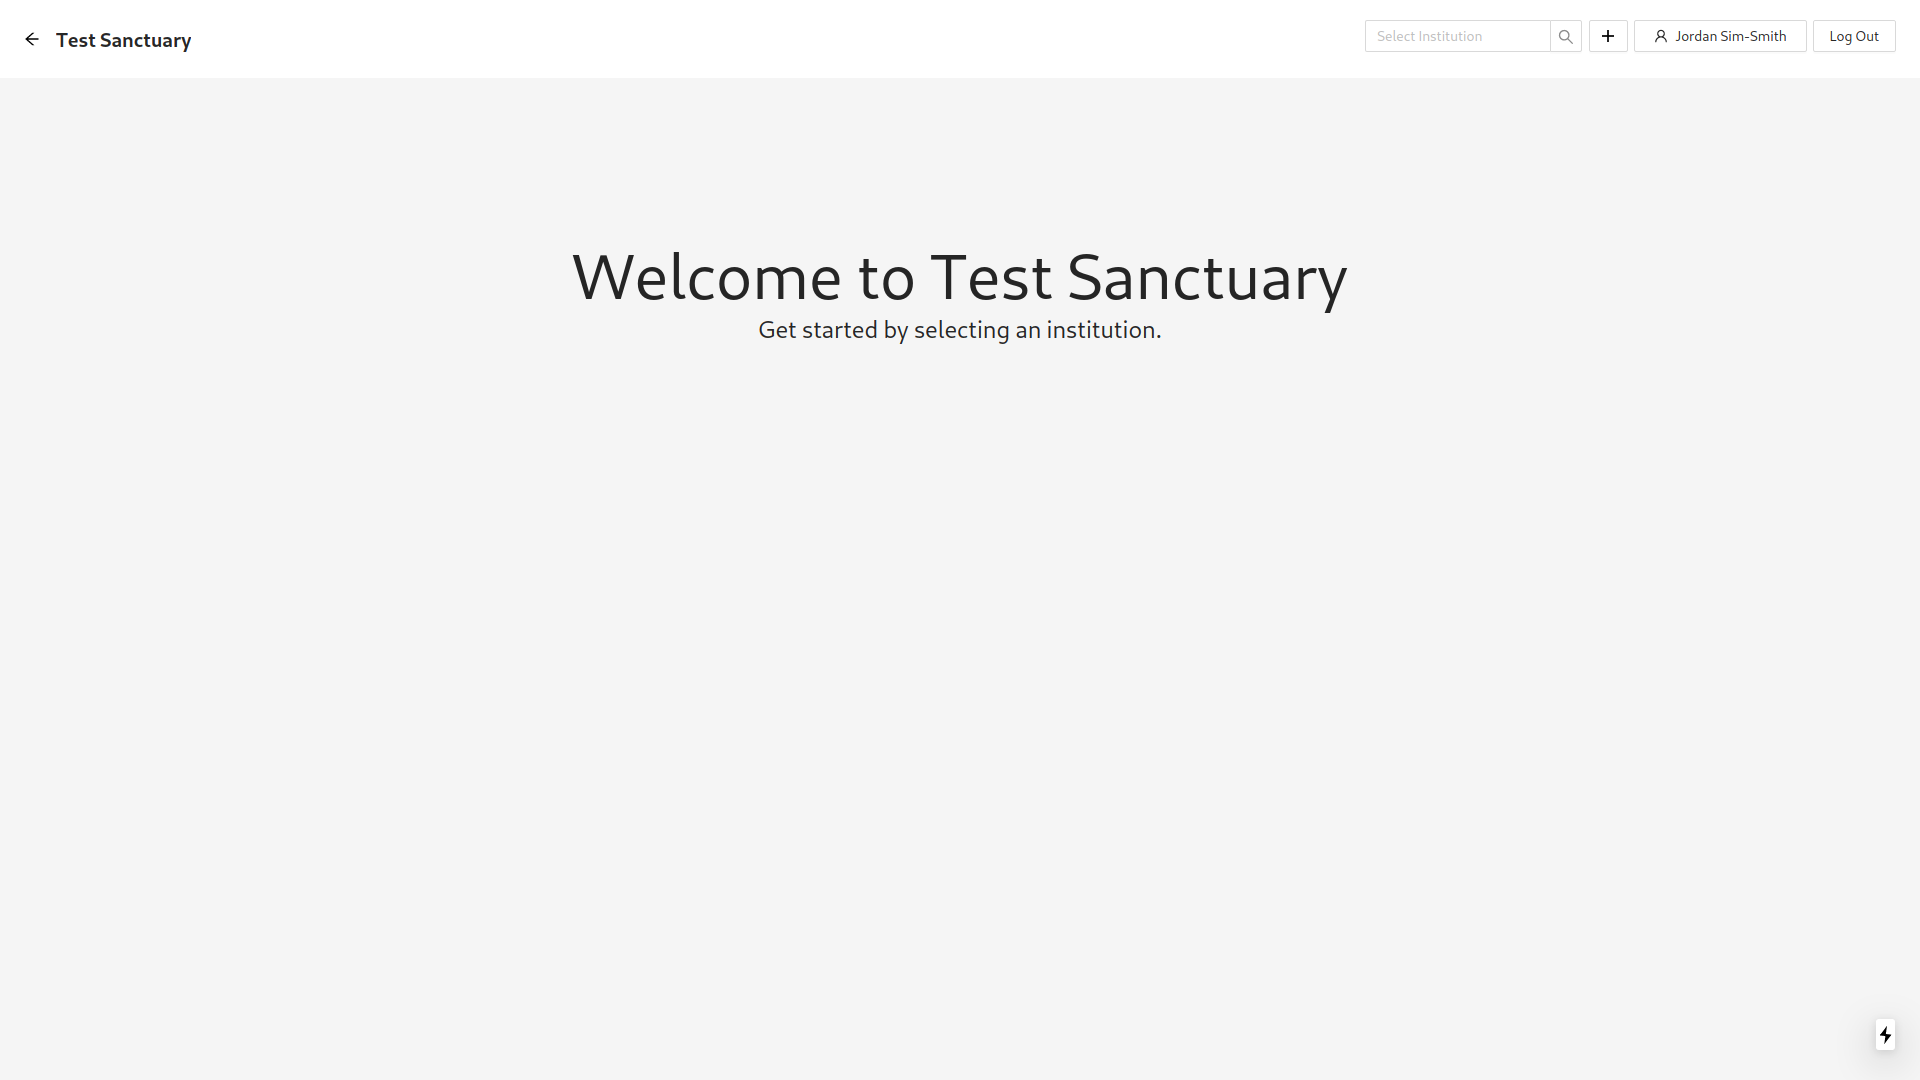 Test Sanctuary
Select Institution
Jordan Sim-Smith
Log Out
Welcome to Test Sanctuary
Get started by selecting an institution.